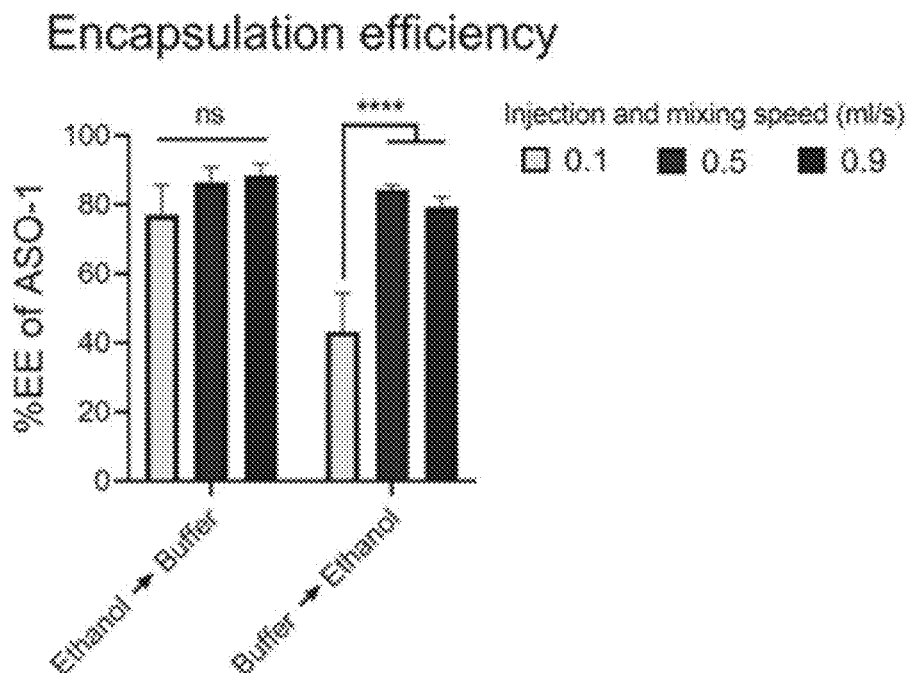 Encapsulation efficiency
Injection and mixing speed (ml/s)
0.1 0.5 0.9
ns
****
%EE of ASO-1
100
80
60
40
20
0
Ethanol → Buffer
Buffer → Ethanol